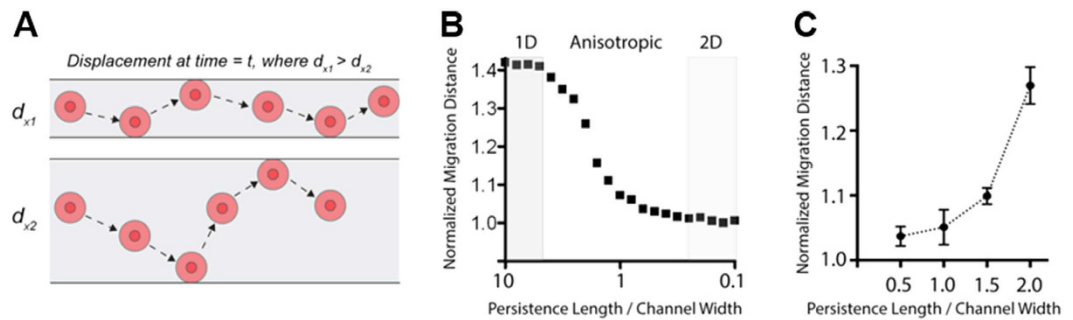 A
Displacement at time = t, where dx1 > dx2
dx1
dx2
B
1D Anisotropic 2D
Normalized Migration Distance
1.4
1.3
1.2
1.1
1.0
10 1 0.1
Persistence Length / Channel Width
C
Normalized Migration Distance
1.3
1.2
1.1
1.0
0.5 1.0 1.5 2.0
Persistence Length / Channel Width